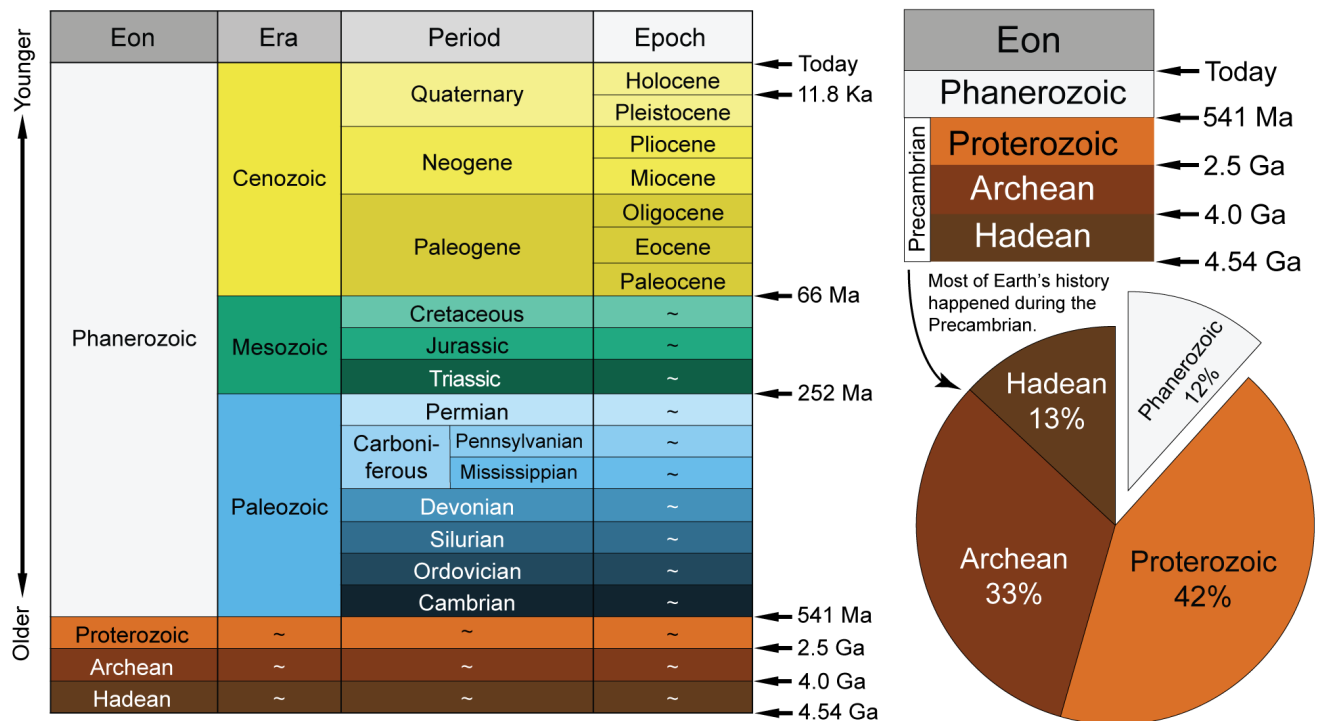 Eon Era Period Epoch
Younger
Older
Today
Phanerozoic
Cenozoic
Quaternary
Holocene
11.8 Ka
Pleistocene
Neogene
Pliocene
Miocene
Paleogene
Oligocene
Eocene
Paleocene
66 Ma
Mesozoic
Cretaceous ~
Jurassic ~
Triassic ~
252 Ma
Paleozoic
Permian ~
Carboni-
ferous
Pennsylvanian ~
Mississippian ~
Devonian ~
Silurian ~
Ordovician ~
Cambrian ~
541 Ma
Proterozoic ~ ~ ~
2.5 Ga
Archean ~ ~ ~
4.0 Ga
Hadean ~ ~ ~
4.54 Ga
Eon
Today
Phanerozoic
541 Ma
Precambrian
Proterozoic
2.5 Ga
Archean
4.0 Ga
Hadean
4.54 Ga
Most of Earth’s history
happened during the
Precambrian.
Phanerozoic
12%
Hadean
13%
Archean
33%
Proterozoic
42%